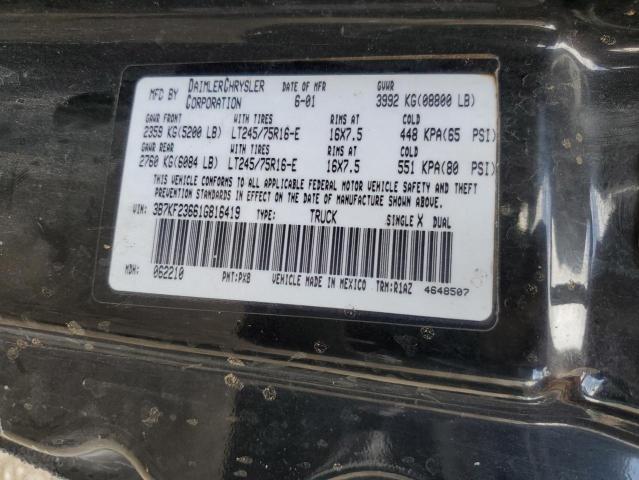 MFD BY DAIMLERCHRYSLER CORPORATION DATE OF MFR 6-01 GVWR 3992 KG(08800 LB)
GAWR FRONT WITH TIRES RIMS AT COLD
2359 KG(5200 LB) LT245/75R16-E 16X7.5 448 KPA(65 PSI)
GAWR REAR WITH TIRES RIMS AT COLD
2760 KG(6084 LB) LT245/75R16-E 16X7.5 551 KPA(80 PSI)
THIS VEHICLE CONFORMS TO ALL APPLICABLE FEDERAL MOTOR VEHICLE SAFETY AND THEFT
PREVENTION STANDARDS IN EFFECT ON THE DATE OF MANUFACTURE SHOWN ABOVE.
VIN: 3B7KF23661G816419 TYPE: TRUCK SINGLE X DUAL
MDH: 062210 PNT:PX8 VEHICLE MADE IN MEXICO TRM:R1AZ 4648507